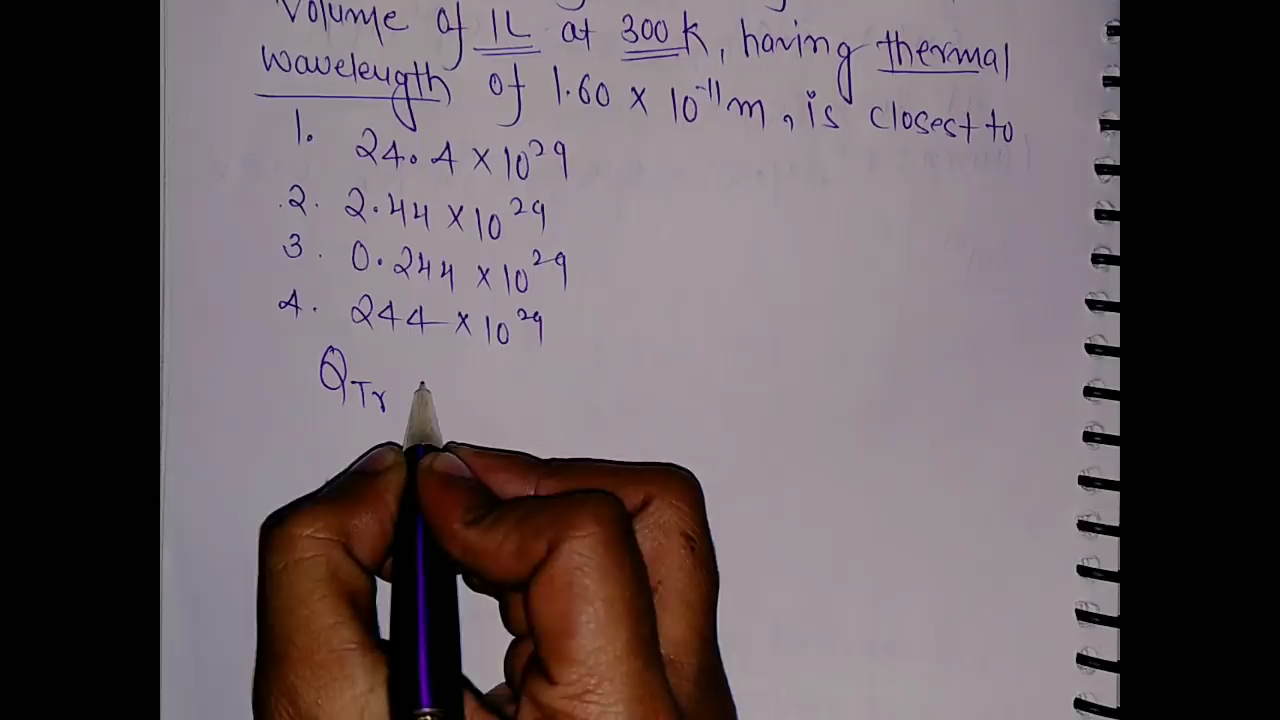 Volume of 1L at 300 K, having thermal
wavelength of 1.60 × 10⁻¹¹ m, is closest to
1. 24.4 × 10²⁹
2. 2.44 × 10²⁹
3. 0.244 × 10²⁹
4. 244 × 10²⁹
Q_Tr